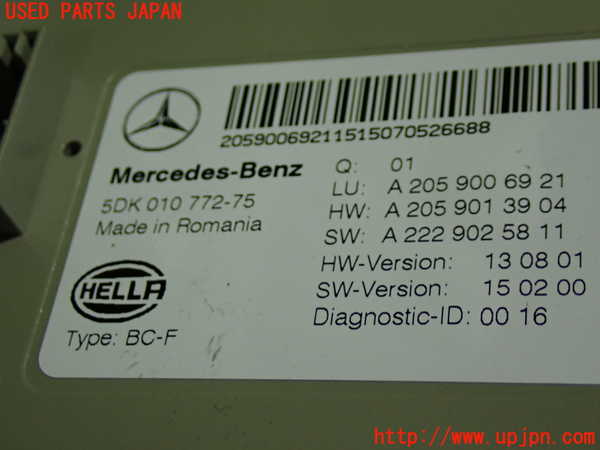 USED PARTS JAPAN
20590069211515070526688
Mercedes-Benz
5DK 010 772-75
Made in Romania
HELLA
Type: BC-F
Q: 01
LU: A 205 900 69 21
HW: A 205 901 39 04
SW: A 222 902 58 11
HW-Version: 13 08 01
SW-Version: 15 02 00
Diagnostic-ID: 00 16
http://www.upjpn.com/